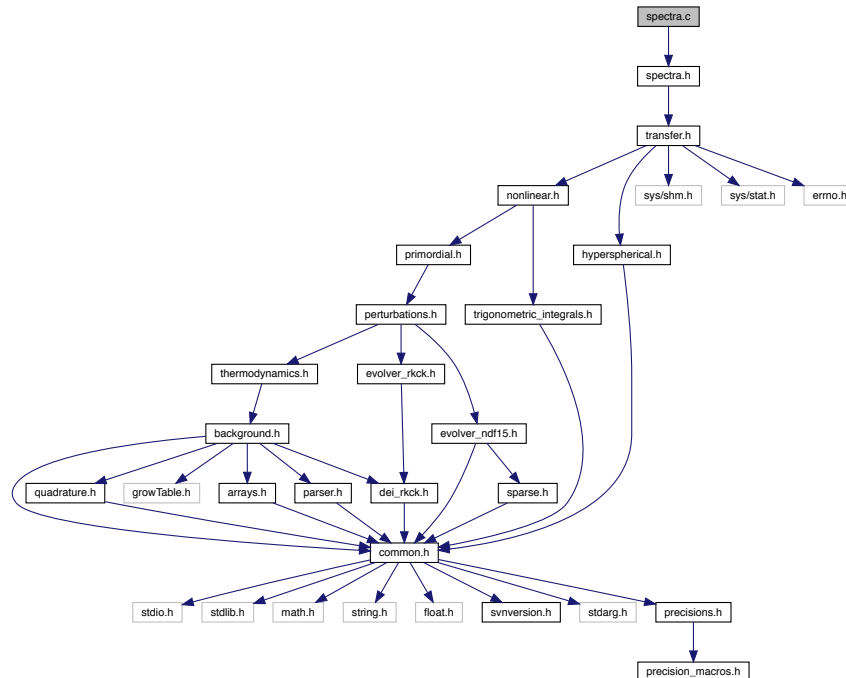 spectra.c
spectra.h
transfer.h
nonlinear.h
sys/shm.h
sys/stat.h
errno.h
primordial.h
hyperspherical.h
perturbations.h
trigonometric_integrals.h
thermodynamics.h
evolver_rkck.h
background.h
evolver_ndf15.h
quadrature.h
growTable.h
arrays.h
parser.h
dei_rkck.h
sparse.h
common.h
stdio.h
stdlib.h
math.h
string.h
float.h
svnversion.h
stdarg.h
precisions.h
precision_macros.h